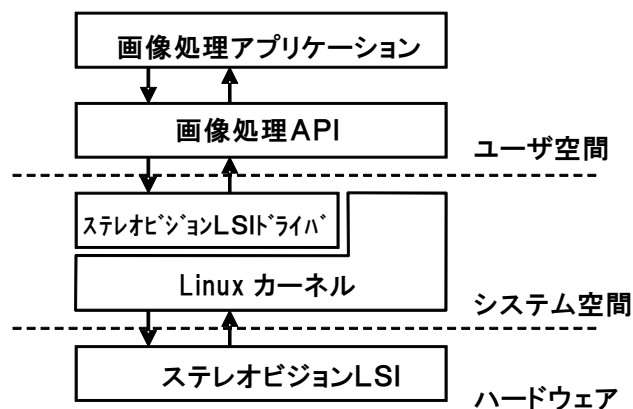 画像処理アプリケーション
画像処理API
ユーザ空間
ステレオビジョンLSIドライバ
Linux カーネル
システム空間
ステレオビジョンLSI
ハードウェア